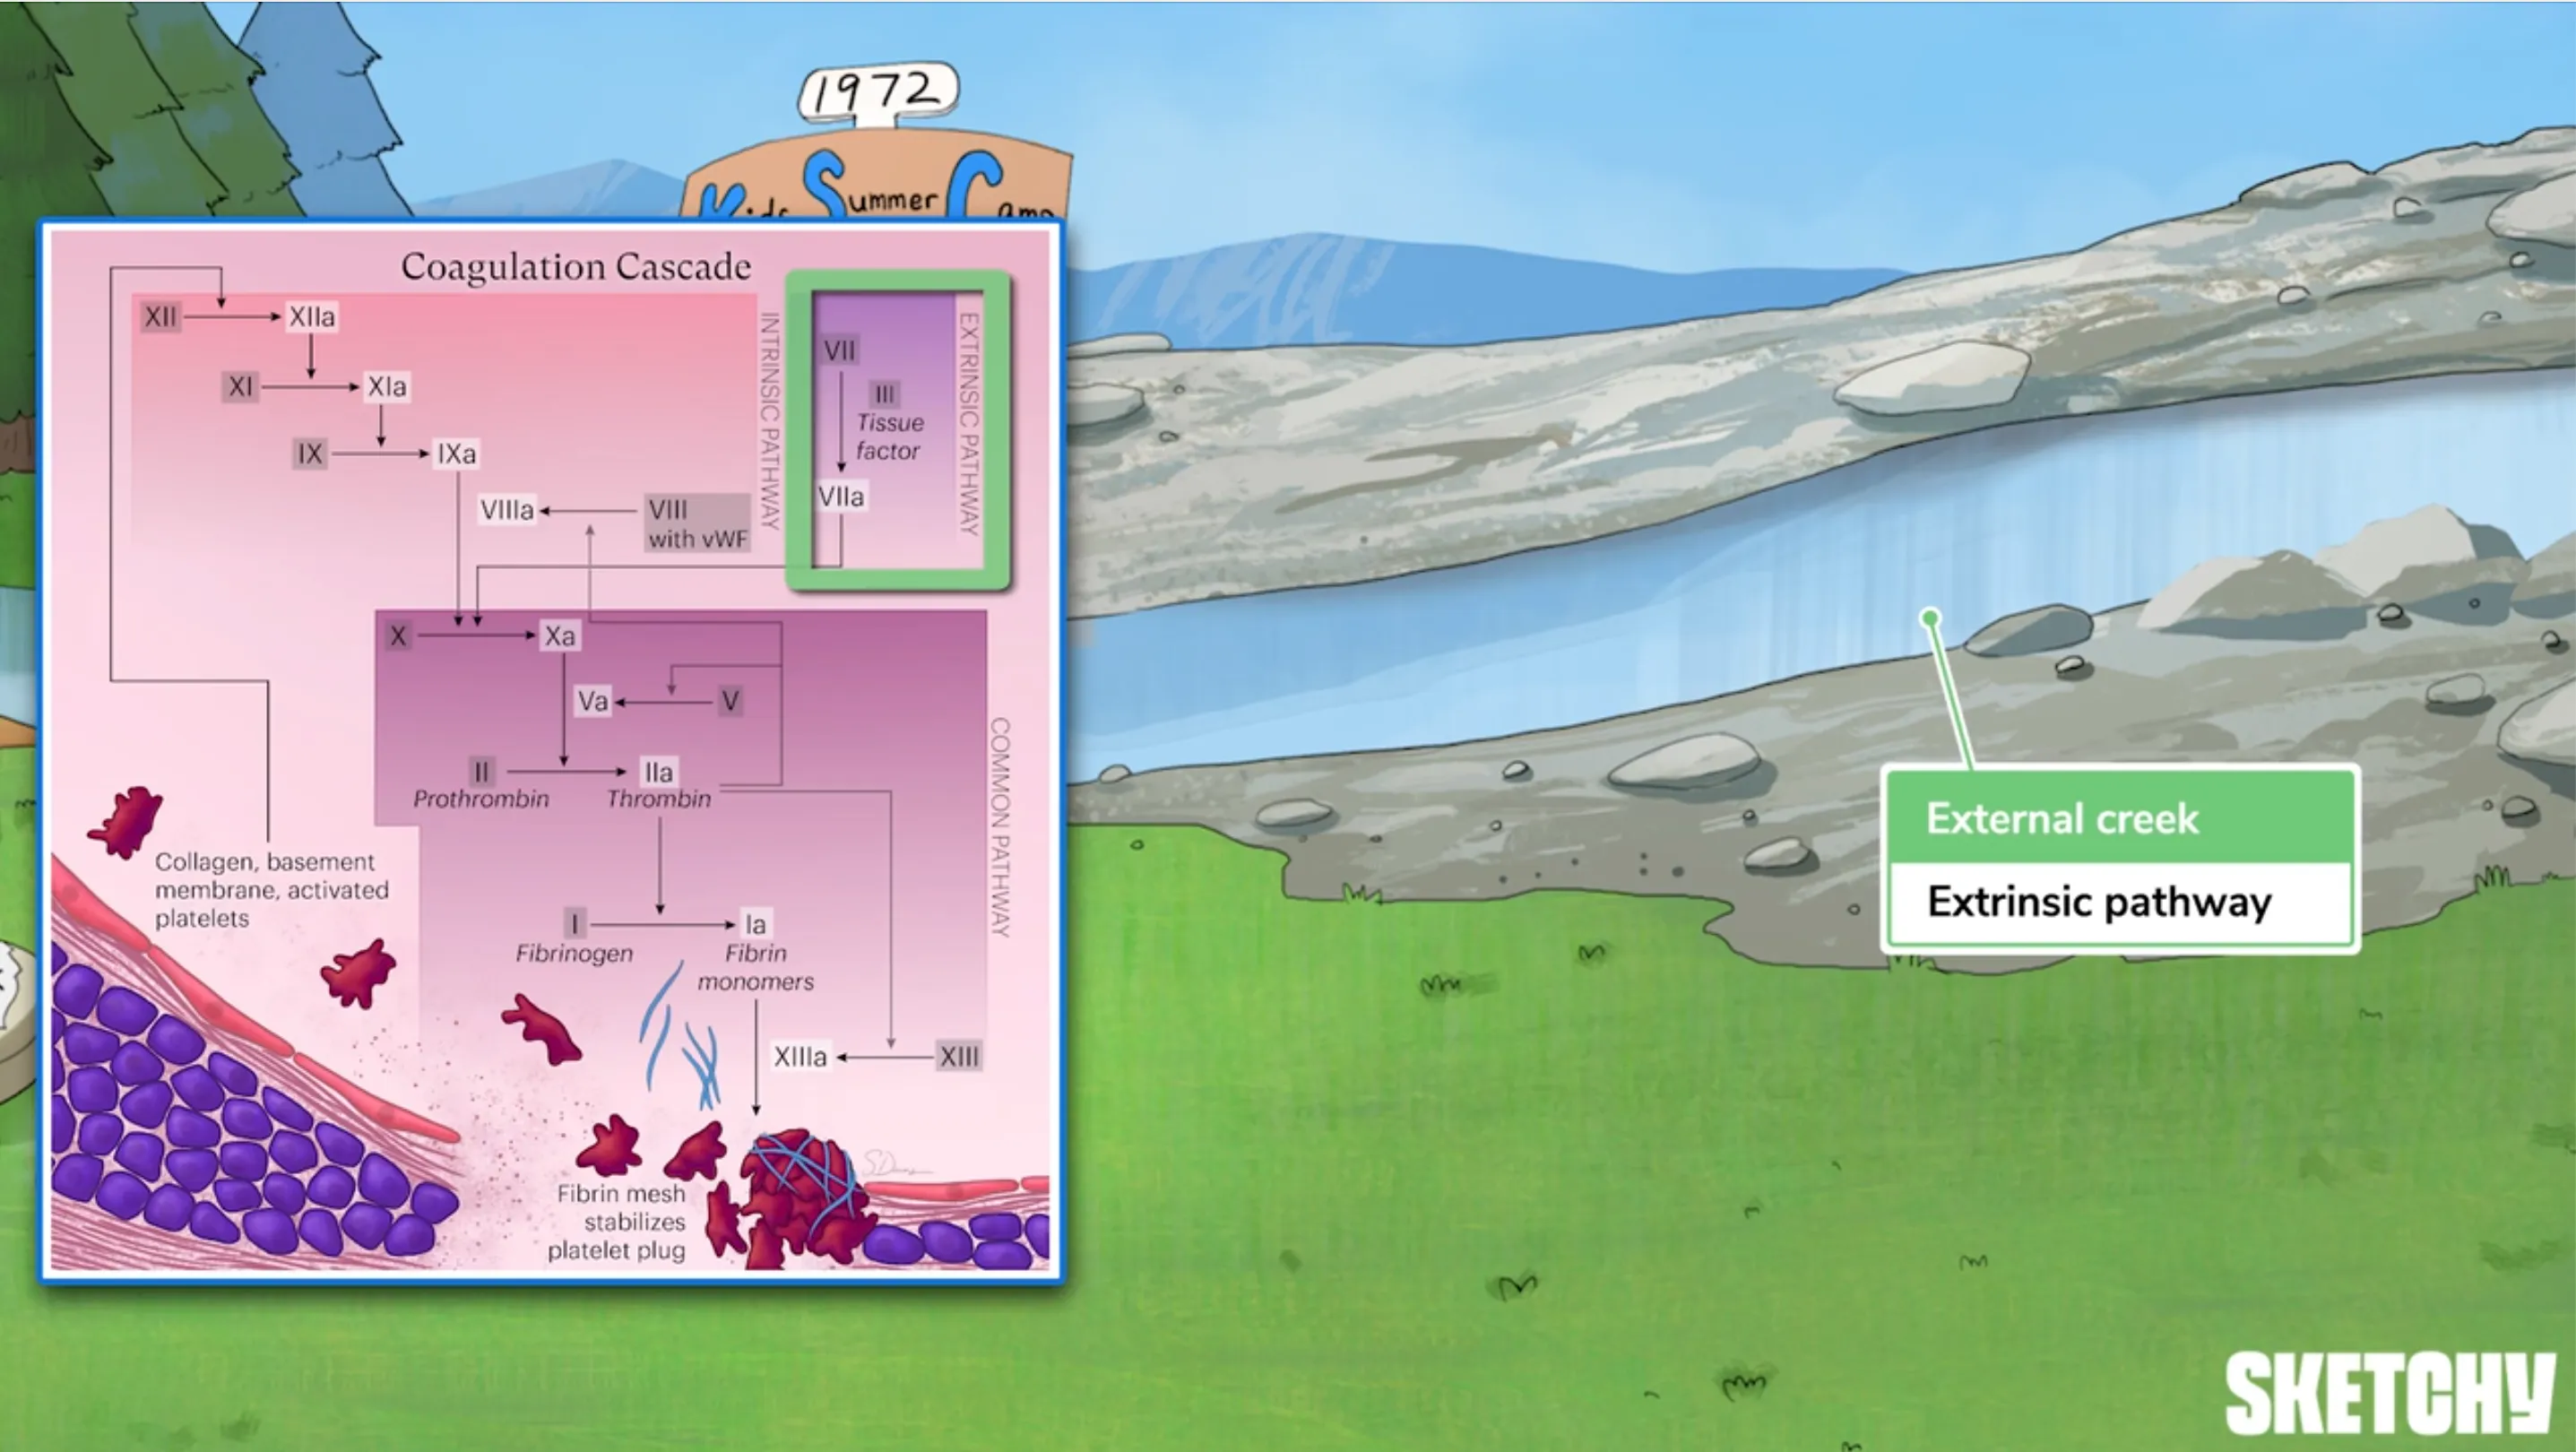 1972
Kids Summer Camp
Coagulation Cascade
XII
XIIa
XI
XIa
IX
IXa
VIIIa
VIII
with vWF
INTRINSIC PATHWAY
VII
III
Tissue
factor
VIIa
EXTRINSIC PATHWAY
X
Xa
Va
V
II
Prothrombin
IIa
Thrombin
COMMON PATHWAY
Collagen, basement
membrane, activated
platelets
I
Fibrinogen
Ia
Fibrin
monomers
XIIIa
XIII
Fibrin mesh
stabilizes
platelet plug
External creek
Extrinsic pathway
SKETCHY